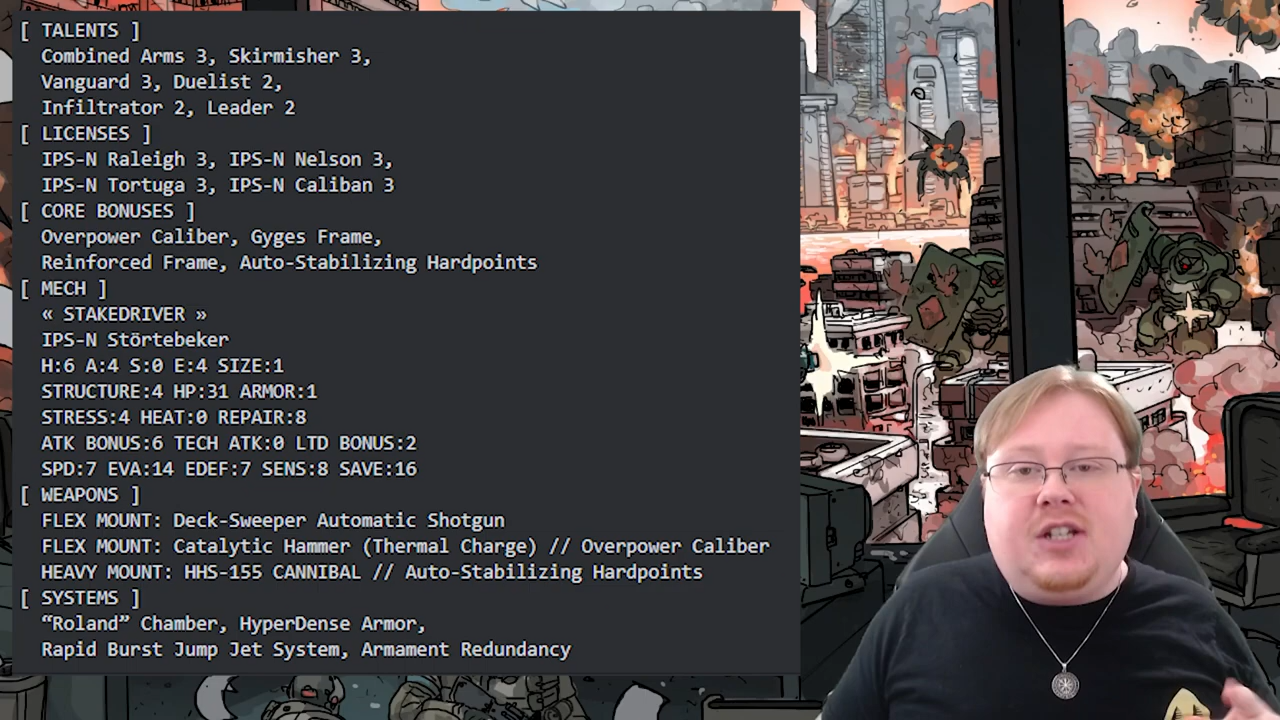 [ TALENTS ]
Combined Arms 3, Skirmisher 3,
Vanguard 3, Duelist 2,
Infiltrator 2, Leader 2
[ LICENSES ]
IPS-N Raleigh 3, IPS-N Nelson 3,
IPS-N Tortuga 3, IPS-N Caliban 3
[ CORE BONUSES ]
Overpower Caliber, Gyges Frame,
Reinforced Frame, Auto-Stabilizing Hardpoints
[ MECH ]
« STAKEDRIVER »
IPS-N Störtebeker
H:6 A:4 S:0 E:4 SIZE:1
STRUCTURE:4 HP:31 ARMOR:1
STRESS:4 HEAT:0 REPAIR:8
ATK BONUS:6 TECH ATK:0 LTD BONUS:2
SPD:7 EVA:14 EDEF:7 SENS:8 SAVE:16
[ WEAPONS ]
FLEX MOUNT: Deck-Sweeper Automatic Shotgun
FLEX MOUNT: Catalytic Hammer (Thermal Charge) // Overpower Caliber
HEAVY MOUNT: HHS-155 CANNIBAL // Auto-Stabilizing Hardpoints
[ SYSTEMS ]
“Roland” Chamber, HyperDense Armor,
Rapid Burst Jump Jet System, Armament Redundancy